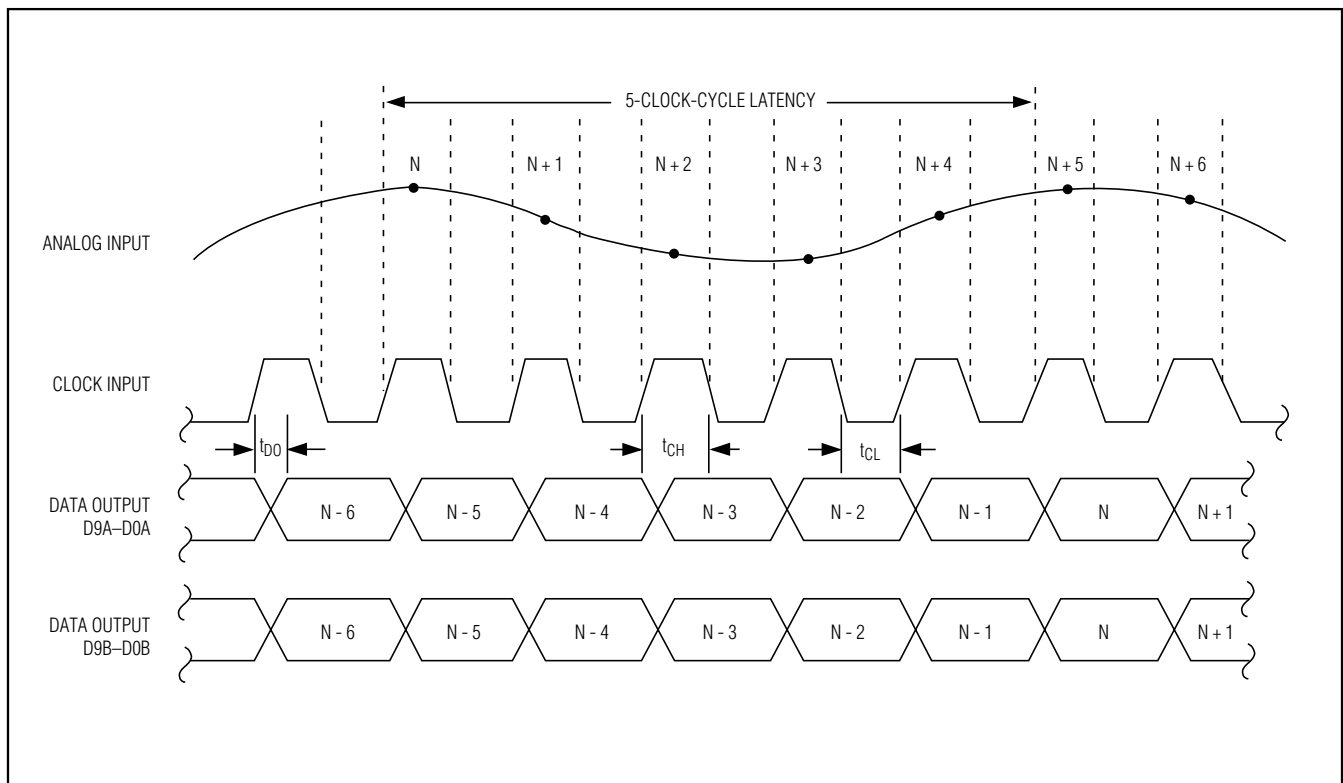 5-CLOCK-CYCLE LATENCY
N N + 1 N + 2 N + 3 N + 4 N + 5 N + 6
ANALOG INPUT
CLOCK INPUT
tDO tCH tCL
DATA OUTPUT
D9A–D0A
N - 6 N - 5 N - 4 N - 3 N - 2 N - 1 N N + 1
DATA OUTPUT
D9B–D0B
N - 6 N - 5 N - 4 N - 3 N - 2 N - 1 N N + 1